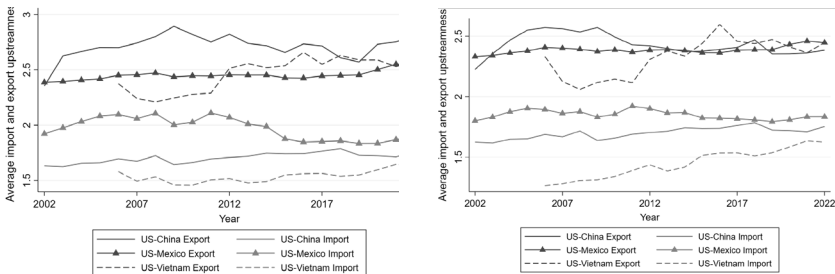 Average import and export upstreamness
3
2.5
2
1.5
2002 2007 2012 2017
Year
US-China Export US-China Import
US-Mexico Export US-Mexico Import
US-Vietnam Export US-Vietnam Import
Average import and export upstreamness
2.5
2
1.5
2002 2007 2012 2017 2022
Year
US-China Export US-China Import
US-Mexico Export US-Mexico Import
US-Vietnam Export US-Vietnam Import